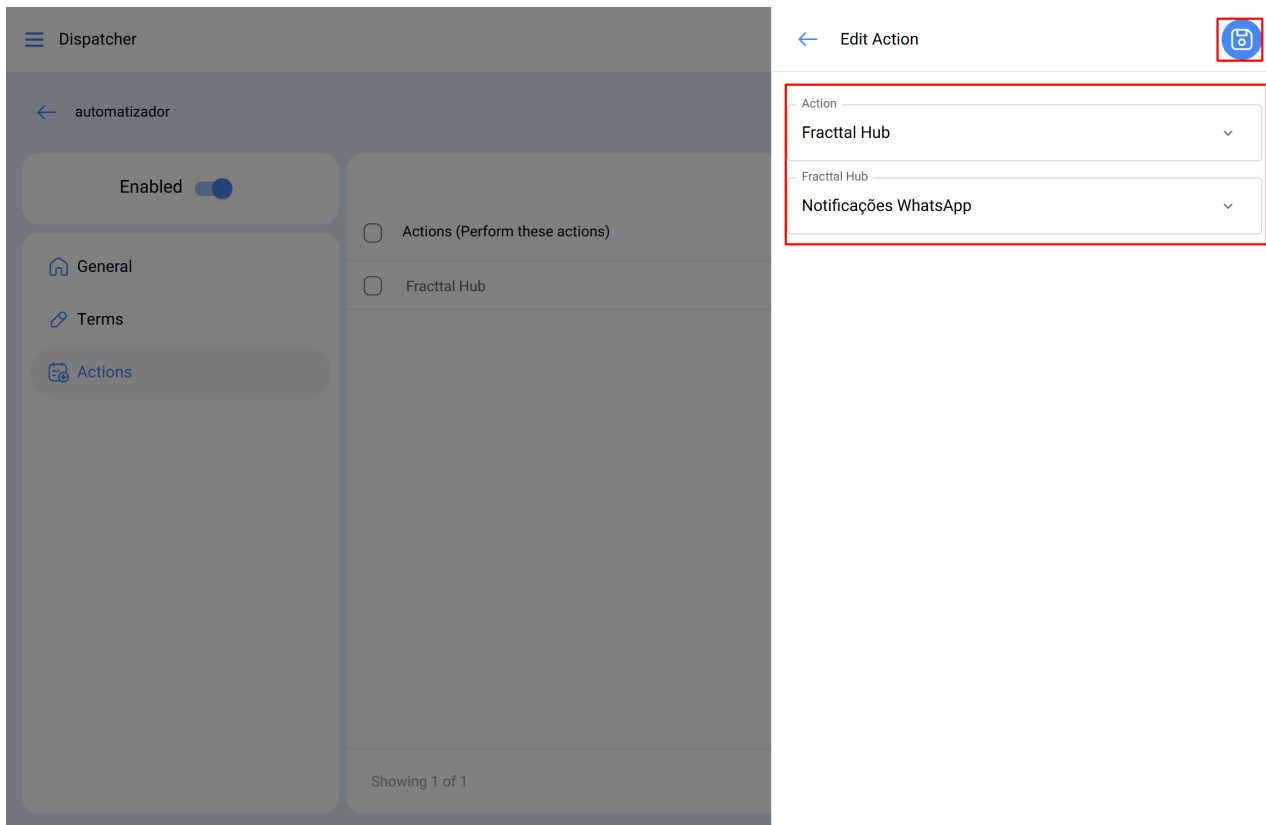 Dispatcher
automatizador
Enabled
General
Terms
Actions
Actions (Perform these actions)
Fracttal Hub
Showing 1 of 1
Edit Action
Action
Fracttal Hub
Fracttal Hub
Notificações WhatsApp